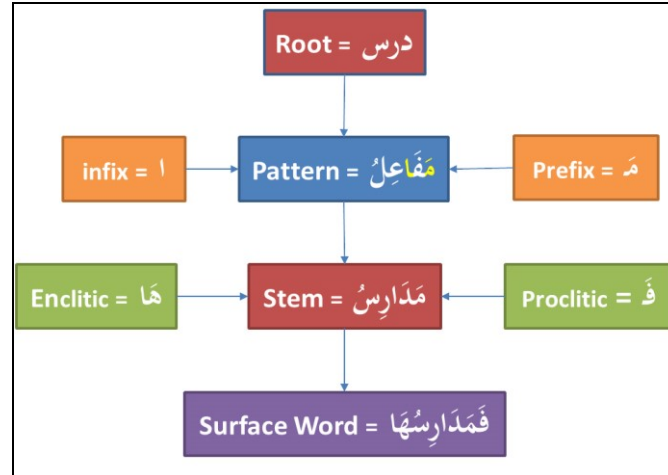 Root = درس
infix = ا
Pattern = مَفَاعِلُ
Prefix = مَـ
Enclitic = هَا
Stem = مَدَارِسُ
Proclitic = فَـ
Surface Word = فَمَدَارِسُهَا